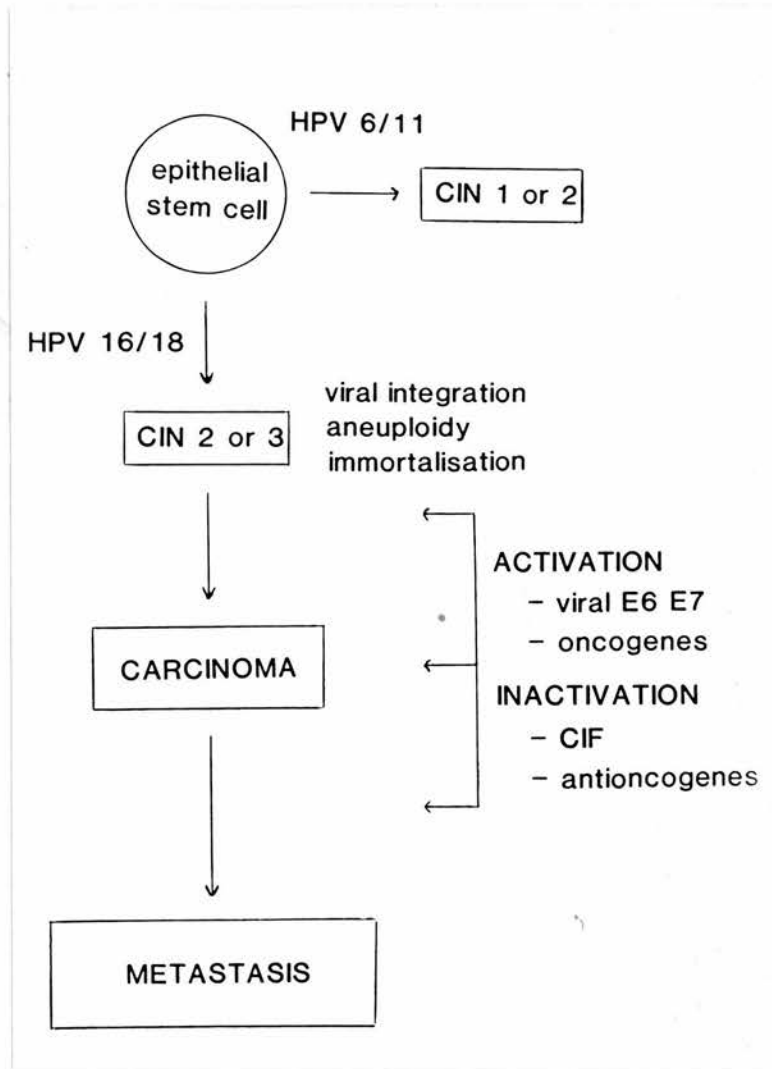 HPV 6/11
epithelial
stem cell
CIN 1 or 2
HPV 16/18
CIN 2 or 3
viral integration
aneuploidy
immortalisation
ACTIVATION
– viral E6 E7
– oncogenes
CARCINOMA
INACTIVATION
– CIF
– antioncogenes
METASTASIS